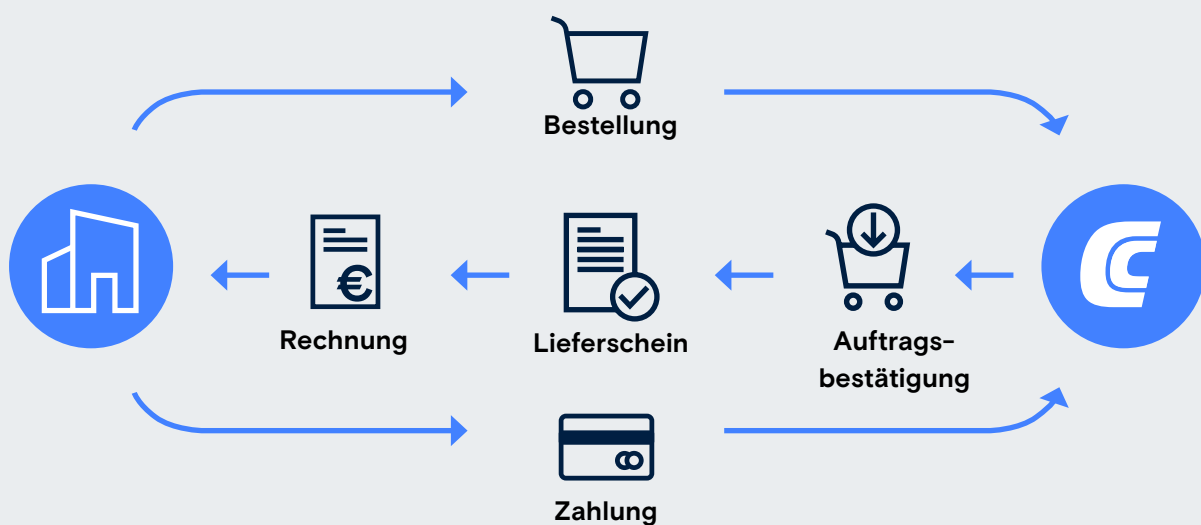 Bestellung
Rechnung
Lieferschein
Auftrags-
bestätigung
Zahlung